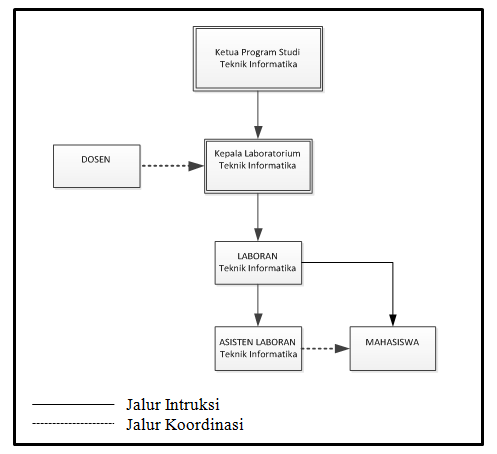 Ketua Program Studi
Teknik Informatika
DOSEN
Kepala Laboratorium
Teknik Informatika
LABORAN
Teknik Informatika
ASISTEN LABORAN
Teknik Informatika
MAHASISWA
Jalur Intruksi
Jalur Koordinasi